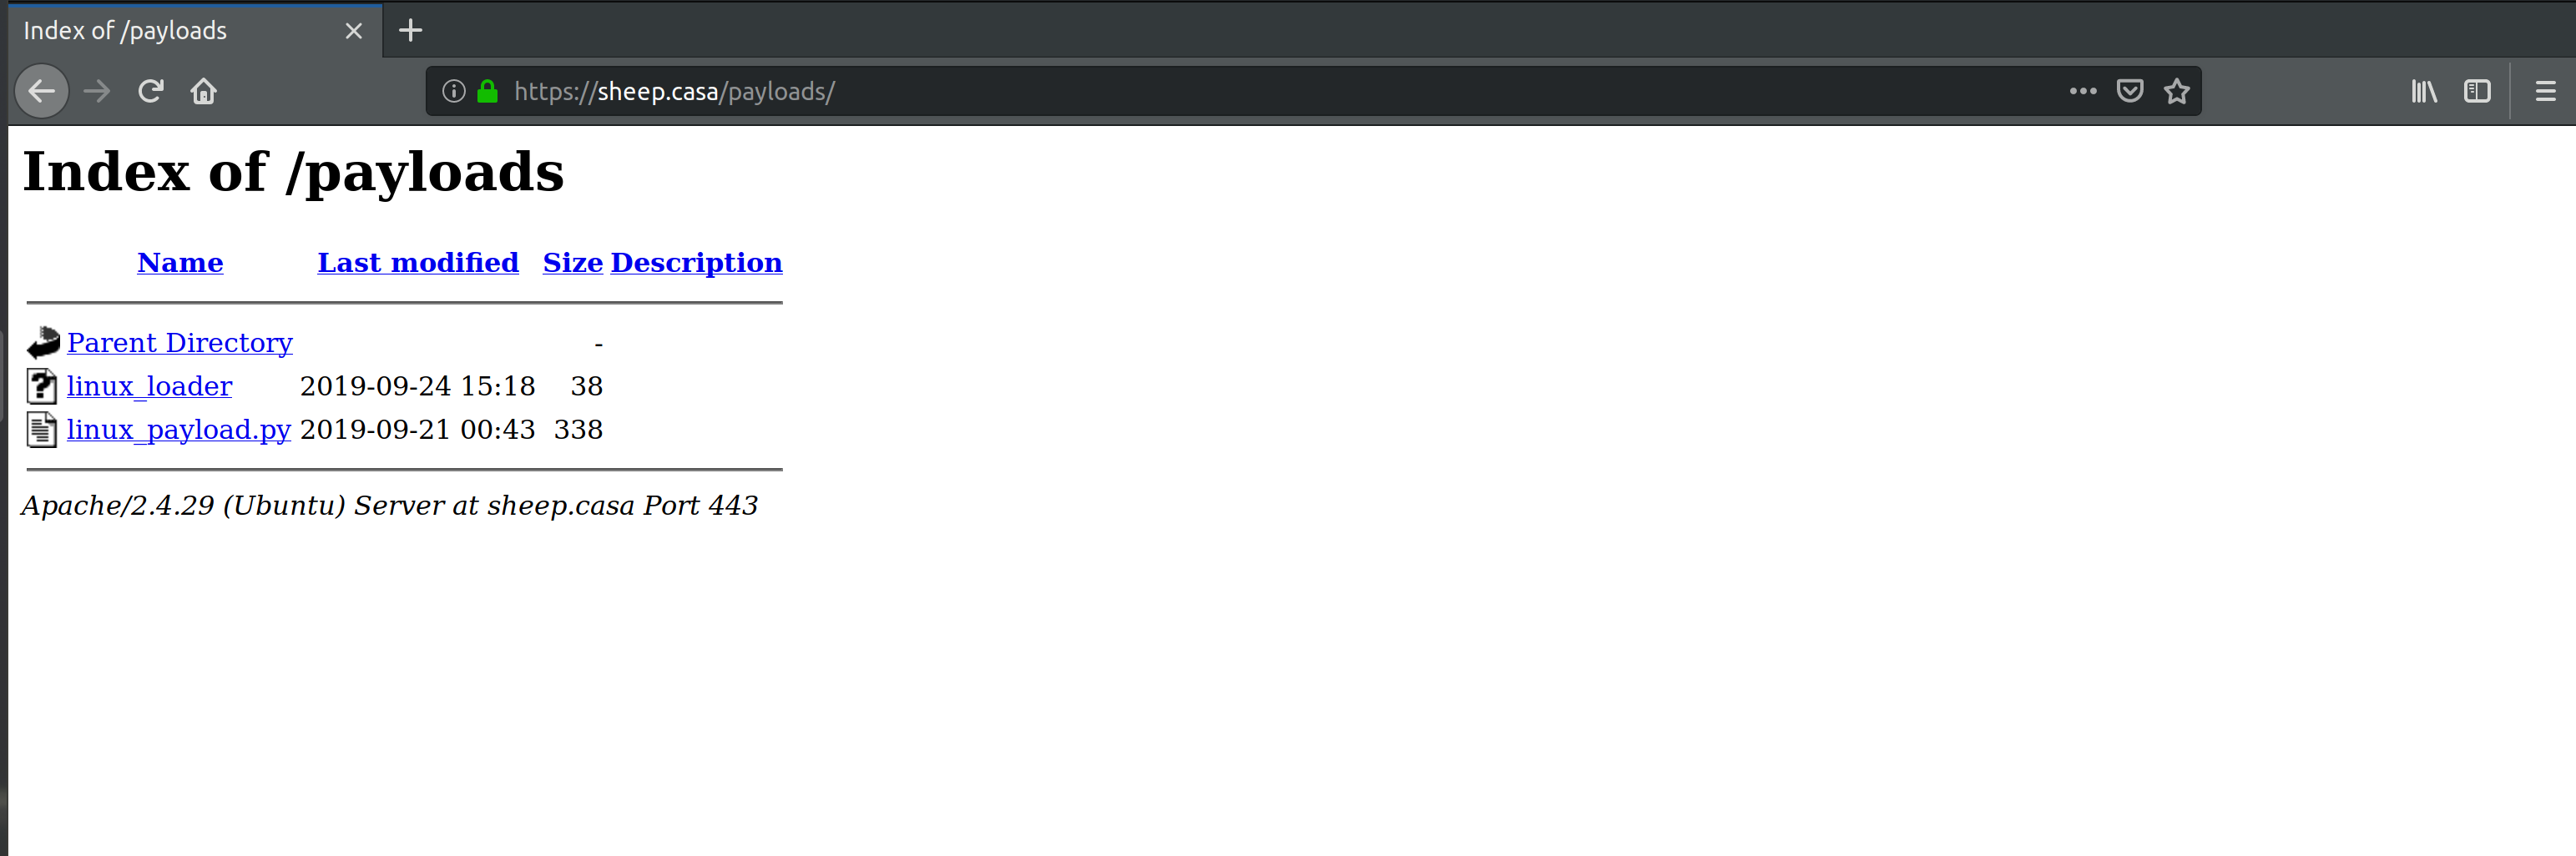 Index of /payloads
https://sheep.casa/payloads/
Index of /payloads
Name Last modified Size Description
Parent Directory -
linux_loader 2019-09-24 15:18 38
linux_payload.py 2019-09-21 00:43 338
Apache/2.4.29 (Ubuntu) Server at sheep.casa Port 443